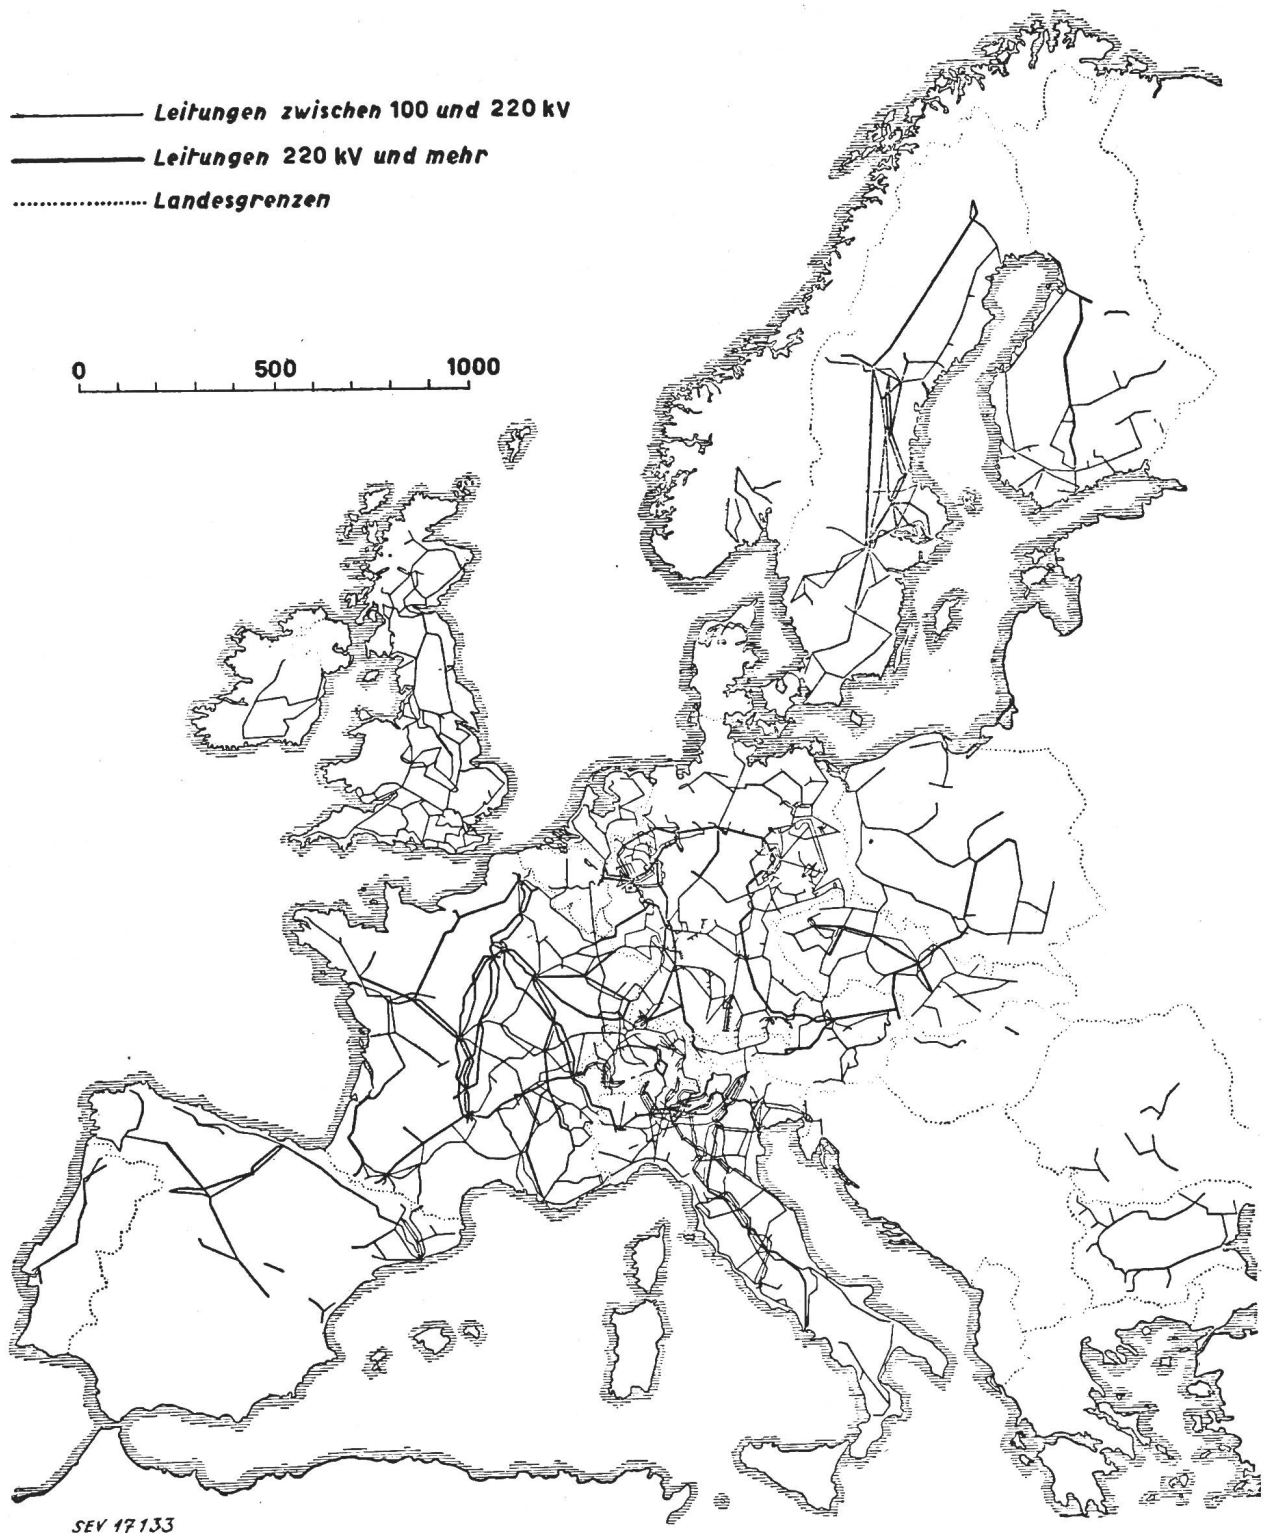 Leitungen zwischen 100 und 220 kV
Leitungen 220 kV und mehr
Landesgrenzen
0 500 1000
SEV 17133